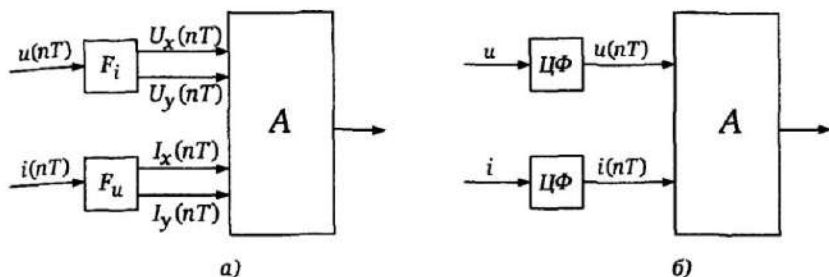 u(nT)
F_i
U_x(nT)
U_y(nT)
i(nT)
F_u
I_x(nT)
I_y(nT)
A
а)
u
ЦФ
u(nT)
i
ЦФ
i(nT)
A
б)